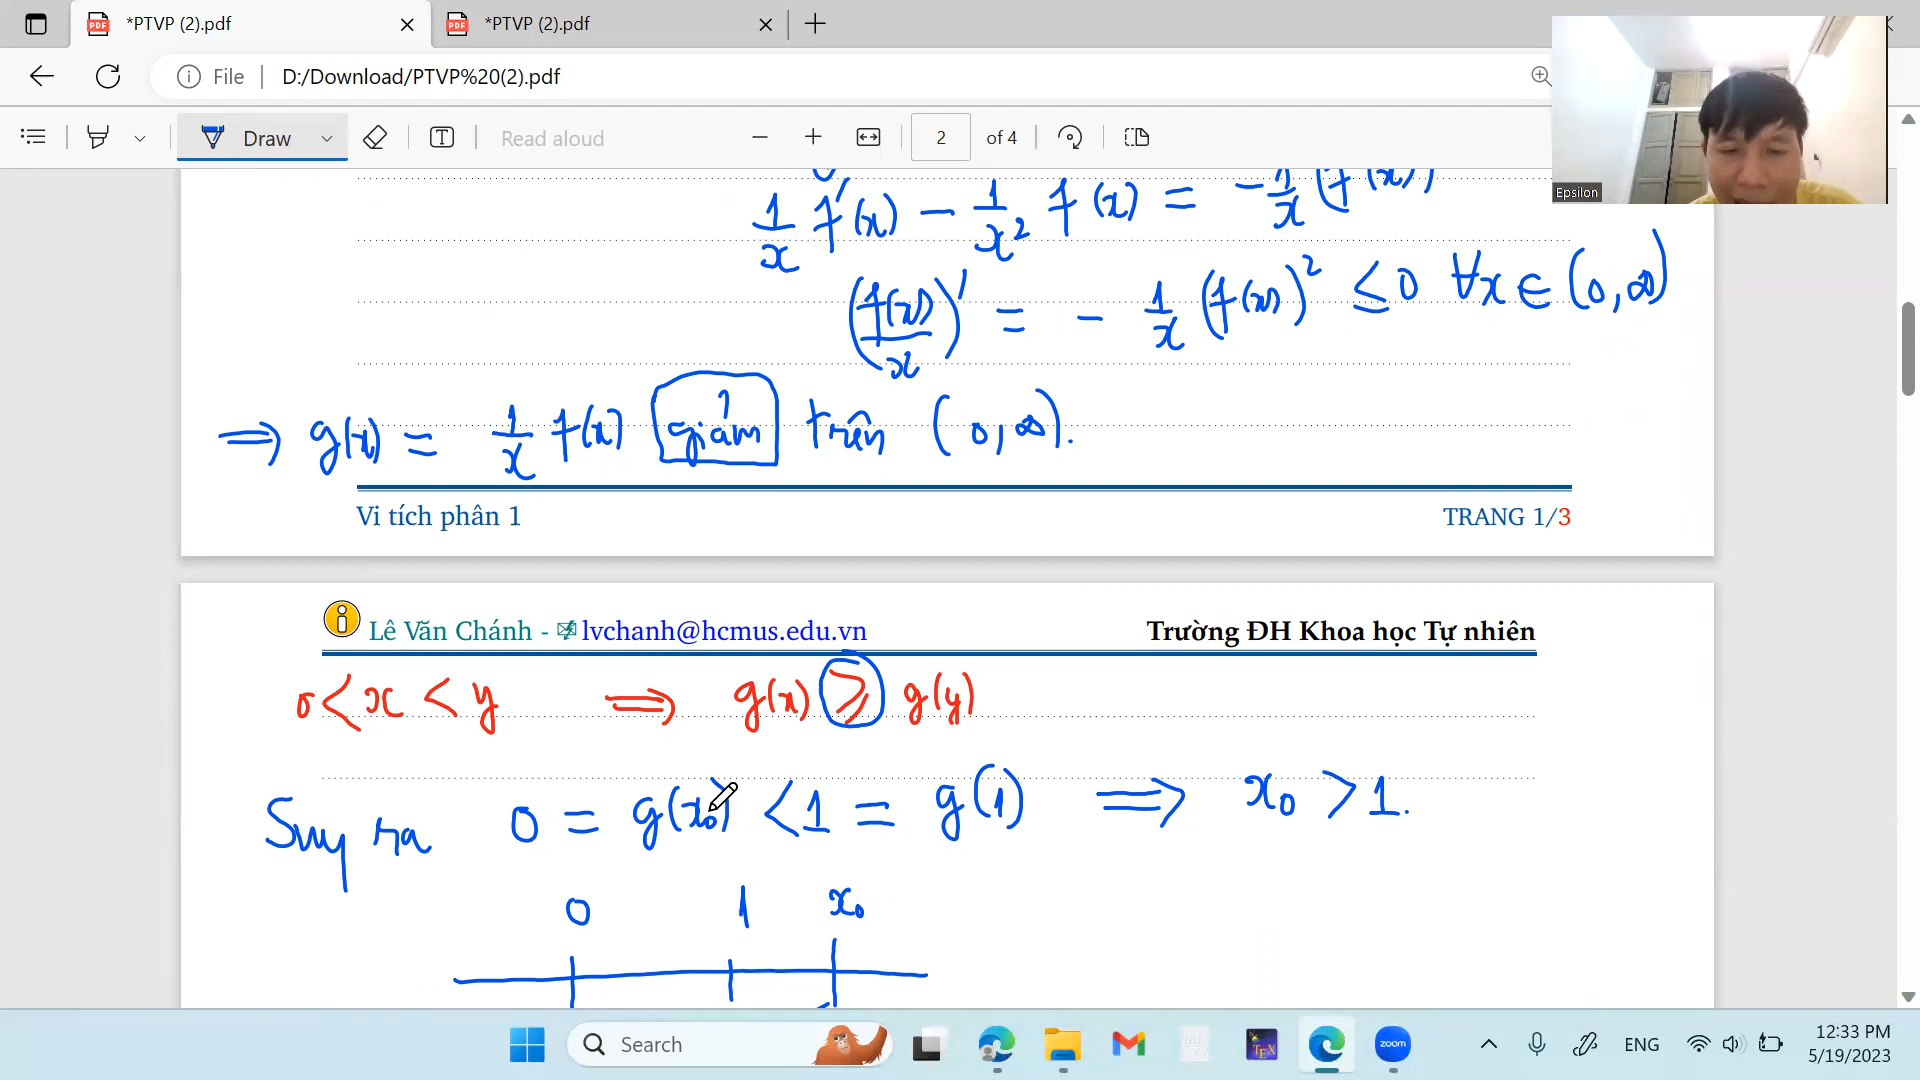 *PTVP (2).pdf
*PTVP (2).pdf
File
D:/Download/PTVP%20(2).pdf
Draw
Read aloud
2 of 4
Epsilon
1/x f'(x) − 1/x² f(x) = − 1/x (f(x))
(f(x)/x)' = − 1/x (f(x))² ≤ 0 ∀x ∈ (0, ∞)
⇒ g(x) = 1/x f(x) giảm trên (0, ∞).
Vi tích phân 1
TRANG 1/3
Lê Văn Chánh - lvchanh@hcmus.edu.vn
Trường ĐH Khoa học Tự nhiên
0 < x < y ⇒ g(x) ≥ g(y)
Suy ra 0 = g(x₀) < 1 = g(1) ⇒ x₀ > 1.
0 1 x₀
Search
zoom
TEX
ENG
12:33 PM
5/19/2023